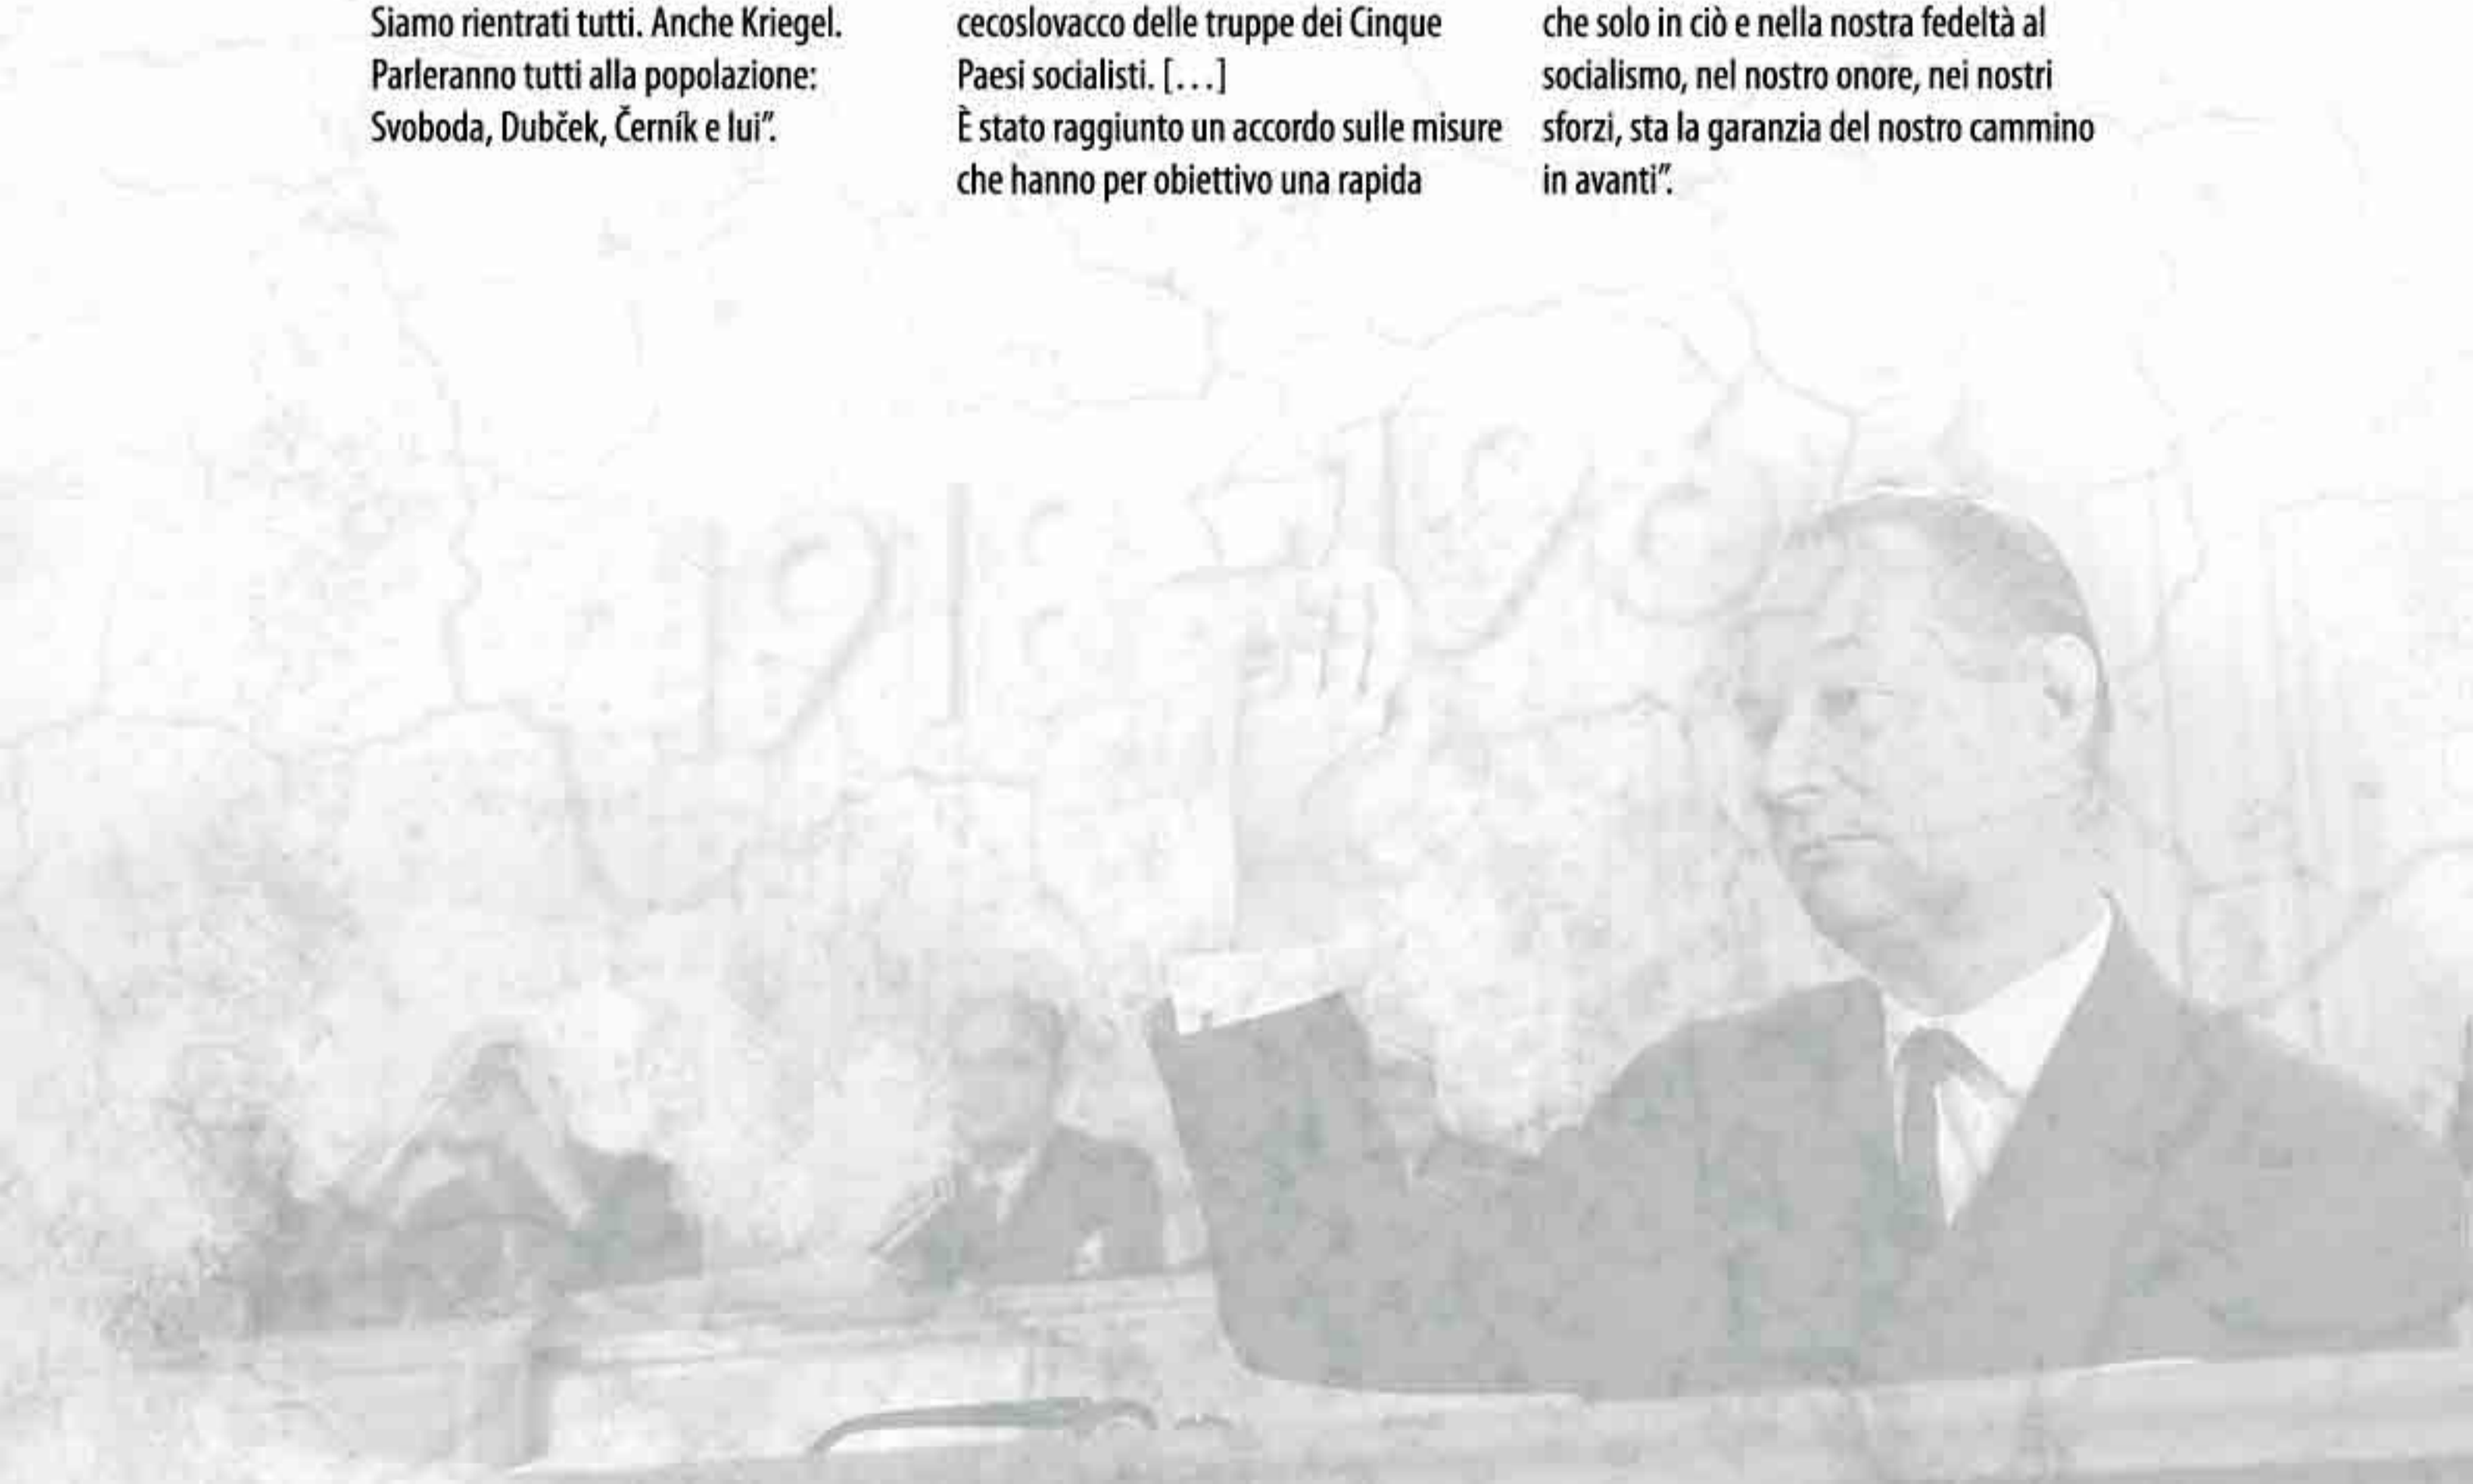 Siamo rientrati tutti. Anche Kriegel.
Parleranno tutti alla popolazione:
Svoboda, Dubček, Černík e lui”.
cecoslovacco delle truppe dei Cinque
Paesi socialisti. […]
È stato raggiunto un accordo sulle misure
che hanno per obiettivo una rapida
che solo in ciò e nella nostra fedeltà al
socialismo, nel nostro onore, nei nostri
sforzi, sta la garanzia del nostro cammino
in avanti”.